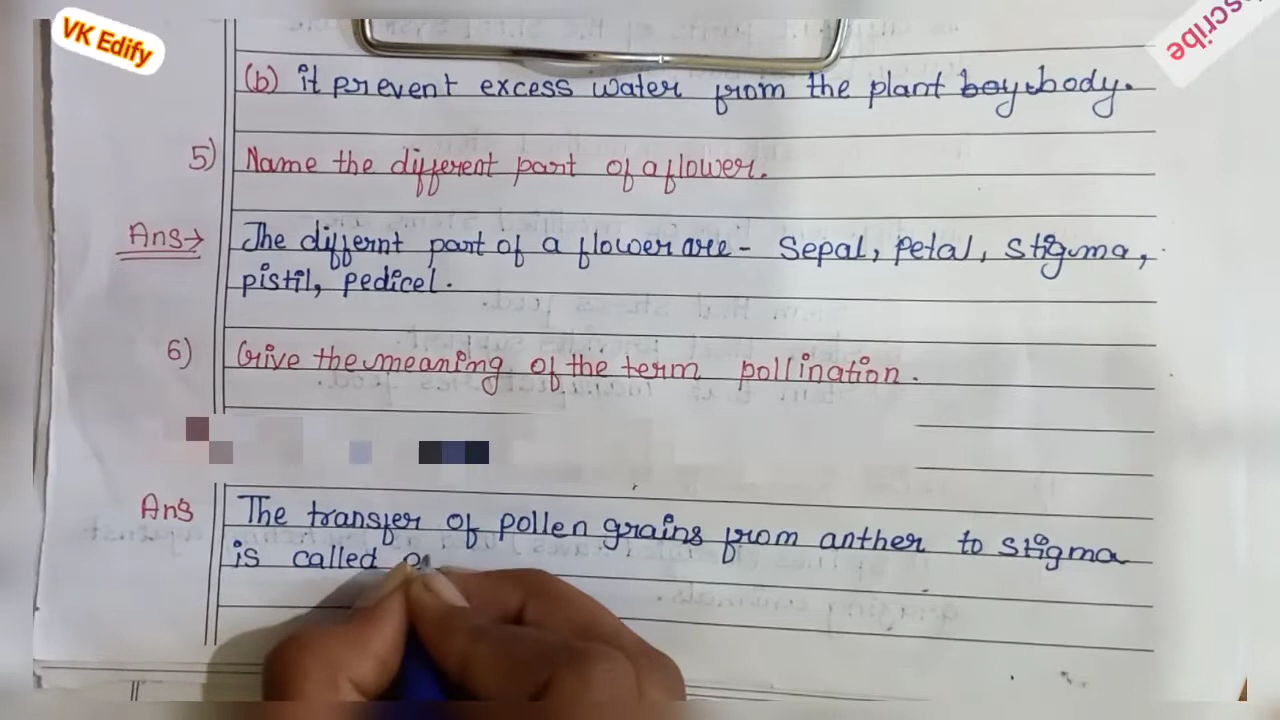 VK Edify
(b) it prevent excess water from the plant body.
5) Name the different part of a flower.
Ans→ The differnt part of a flower are - Sepal, Petal, Stigma,
pistil, pedicel.
6) Give the meaning of the term pollination.
Ans The transfer of pollen grains from anther to stigma
is called